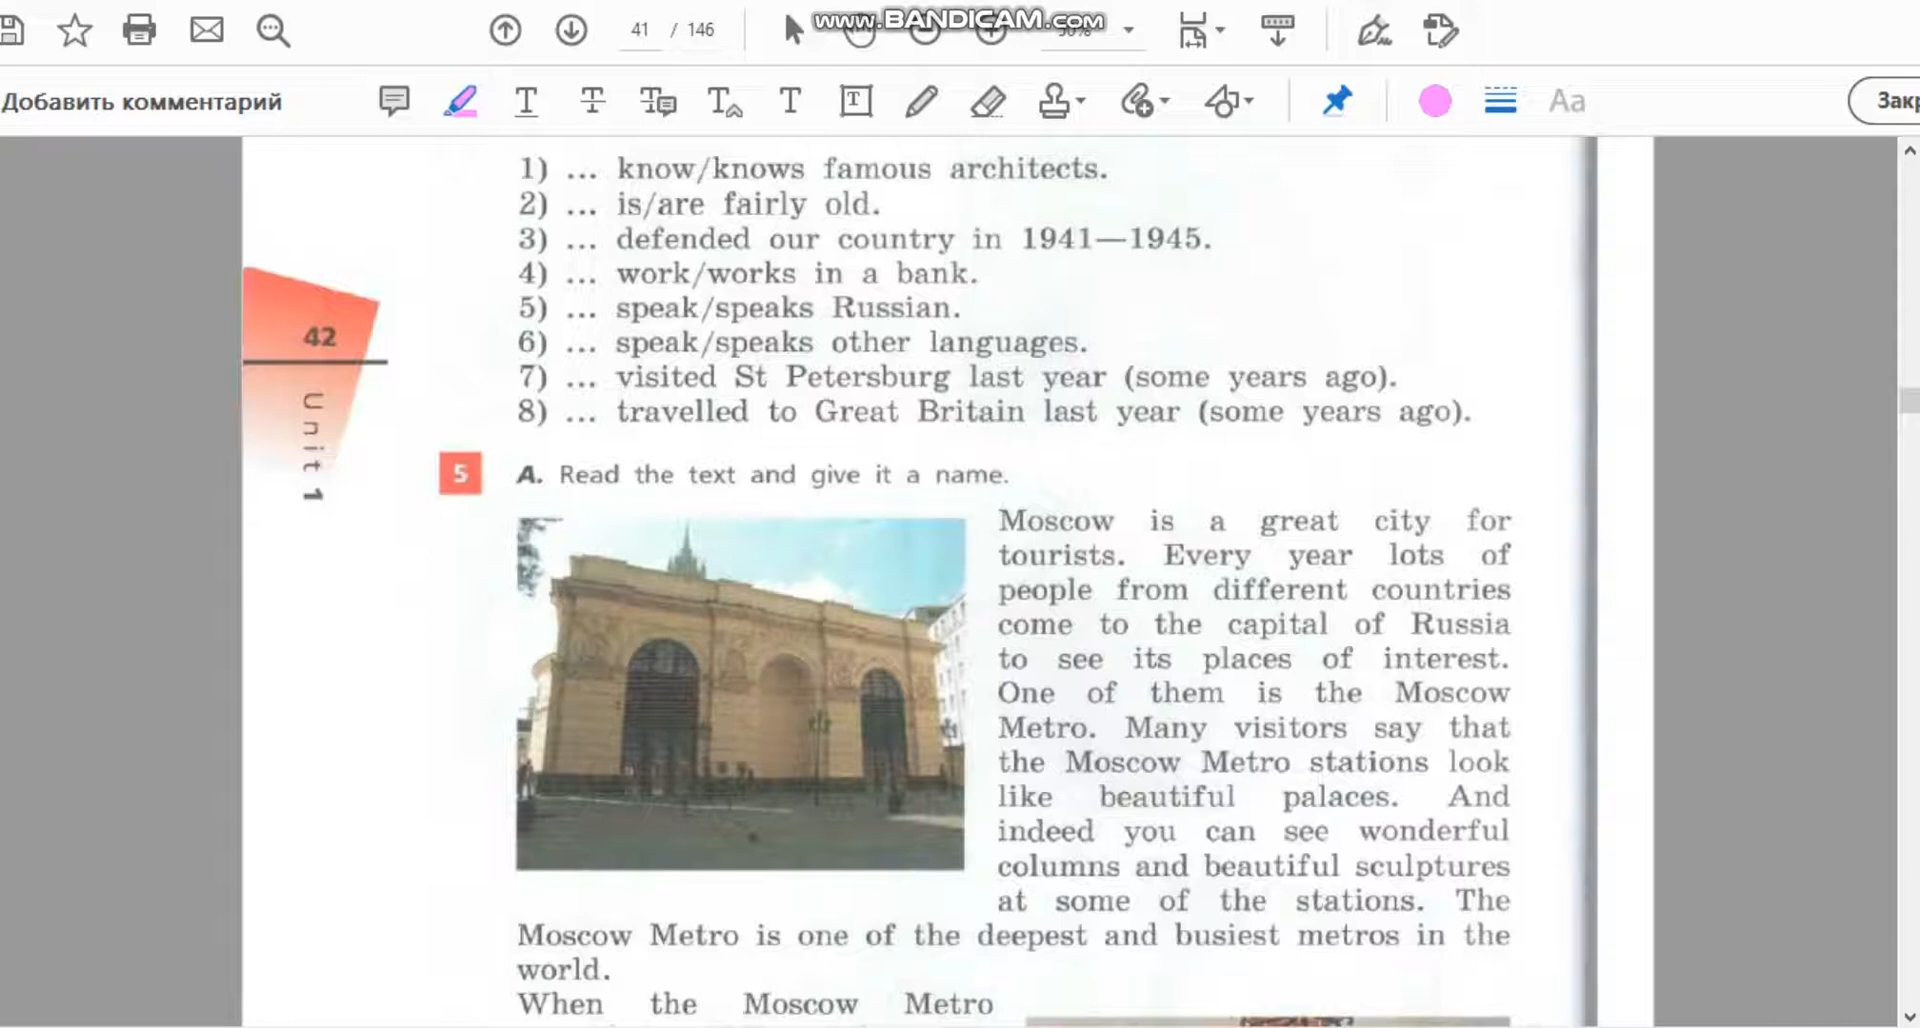 41 / 146
www.BANDICAM.com
Добавить комментарий
Aa
1) ... know/knows famous architects.
2) ... is/are fairly old.
3) ... defended our country in 1941—1945.
4) ... work/works in a bank.
5) ... speak/speaks Russian.
6) ... speak/speaks other languages.
7) ... visited St Petersburg last year (some years ago).
8) ... travelled to Great Britain last year (some years ago).
42
Unit 1
5 A. Read the text and give it a name.
Moscow is a great city for
tourists. Every year lots of
people from different countries
come to the capital of Russia
to see its places of interest.
One of them is the Moscow
Metro. Many visitors say that
the Moscow Metro stations look
like beautiful palaces. And
indeed you can see wonderful
columns and beautiful sculptures
at some of the stations. The
Moscow Metro is one of the deepest and busiest metros in the
world.
When the Moscow Metro